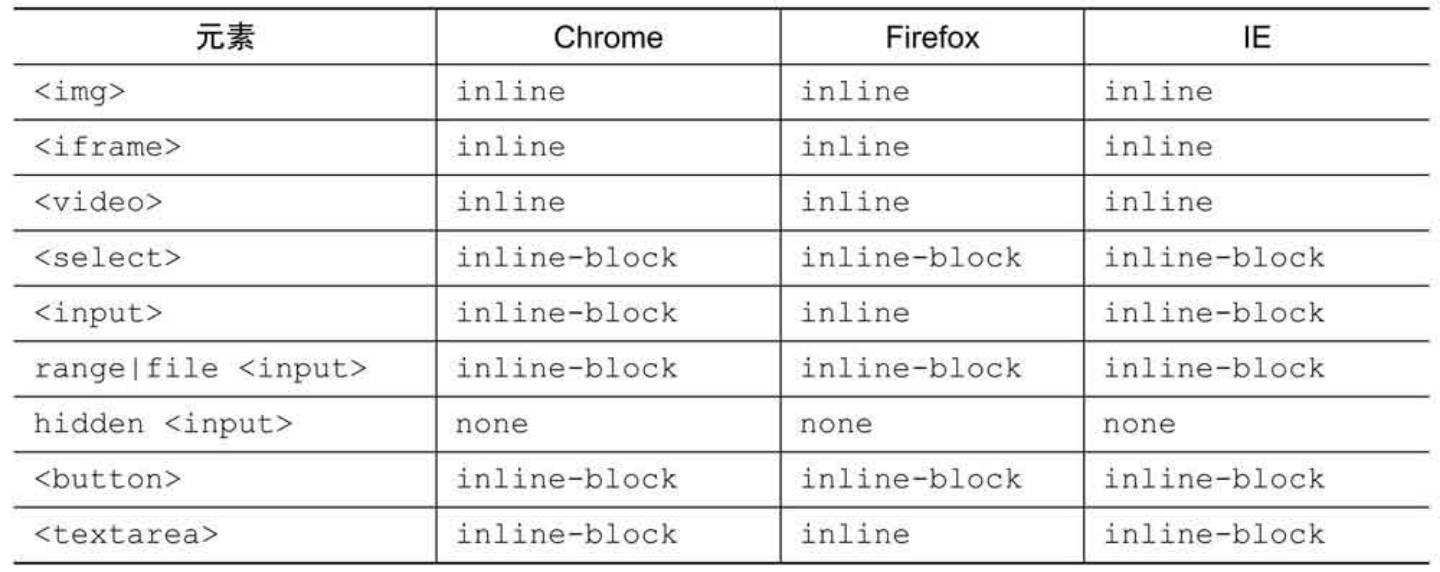 元素 Chrome Firefox IE
<img> inline inline inline
<iframe> inline inline inline
<video> inline inline inline
<select> inline-block inline-block inline-block
<input> inline-block inline inline-block
range|file <input> inline-block inline-block inline-block
hidden <input> none none none
<button> inline-block inline-block inline-block
<textarea> inline-block inline inline-block